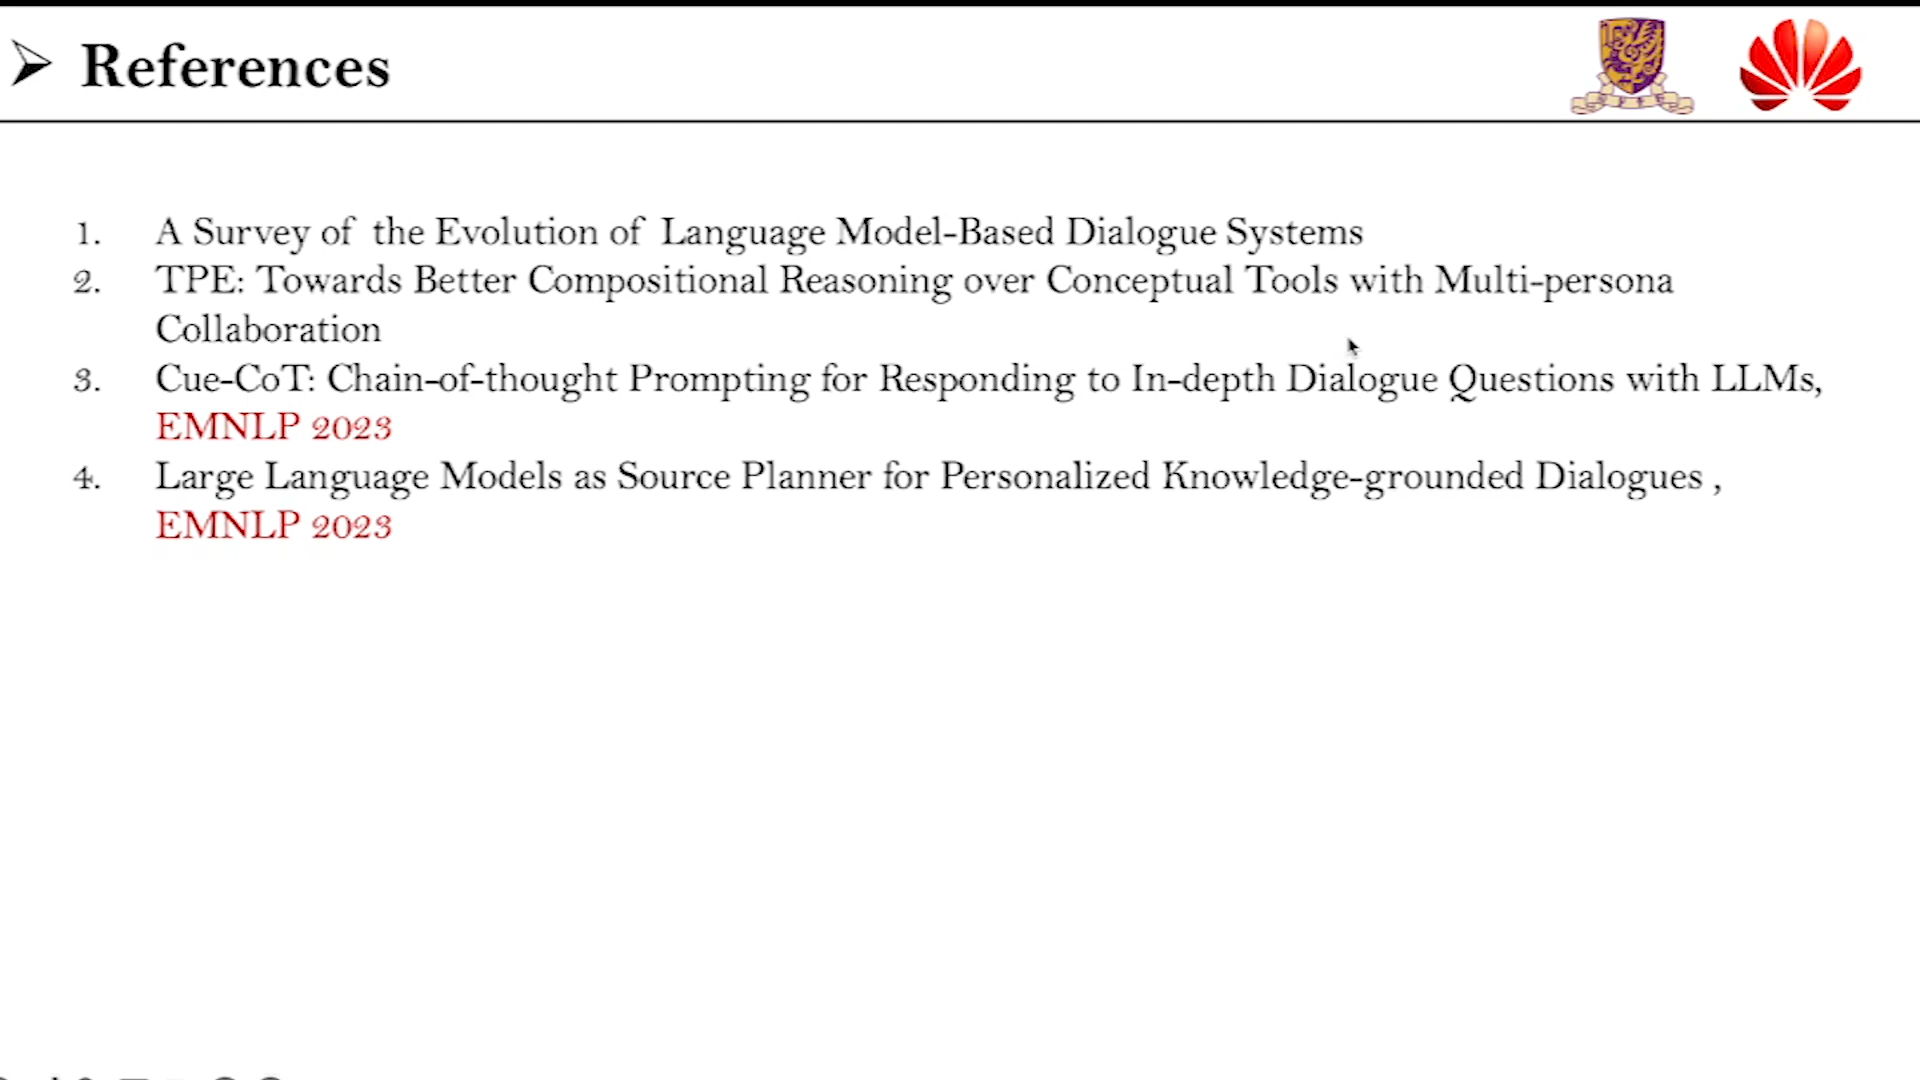 References
1. A Survey of the Evolution of Language Model-Based Dialogue Systems
2. TPE: Towards Better Compositional Reasoning over Conceptual Tools with Multi-persona
Collaboration
3. Cue-CoT: Chain-of-thought Prompting for Responding to In-depth Dialogue Questions with LLMs,
EMNLP 2023
4. Large Language Models as Source Planner for Personalized Knowledge-grounded Dialogues ,
EMNLP 2023